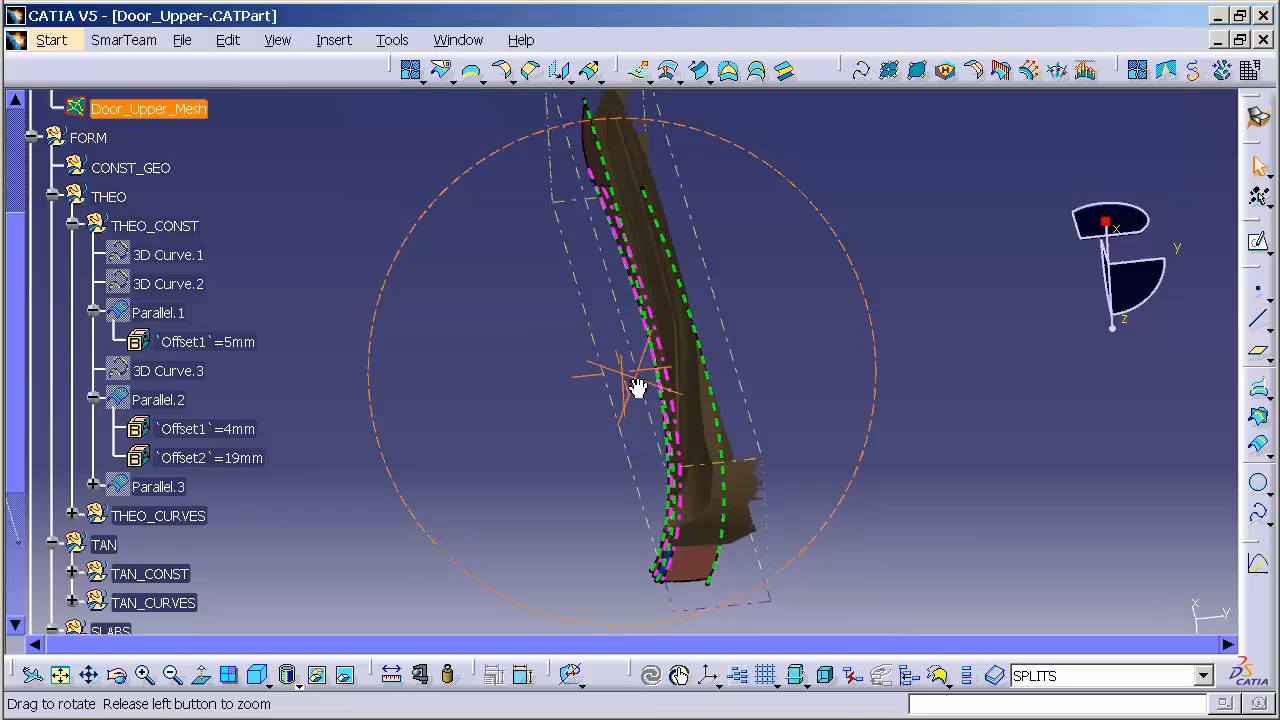 CATIA V5 - [Door_Upper-.CATPart]
Start SmarTeam File Edit View Insert Tools Window Help
Door_Upper_Mesh
FORM
CONST_GEO
THEO
THEO_CONST
3D Curve.1
3D Curve.2
Parallel.1
`Offset1`=5mm
3D Curve.3
Parallel.2
`Offset1`=4mm
`Offset2`=19mm
Parallel.3
THEO_CURVES
TAN
TAN_CONST
TAN_CURVES
SLABS
x
y
z
x
y
SPLITS
CATIA
Drag to rotate Release left button to zoom